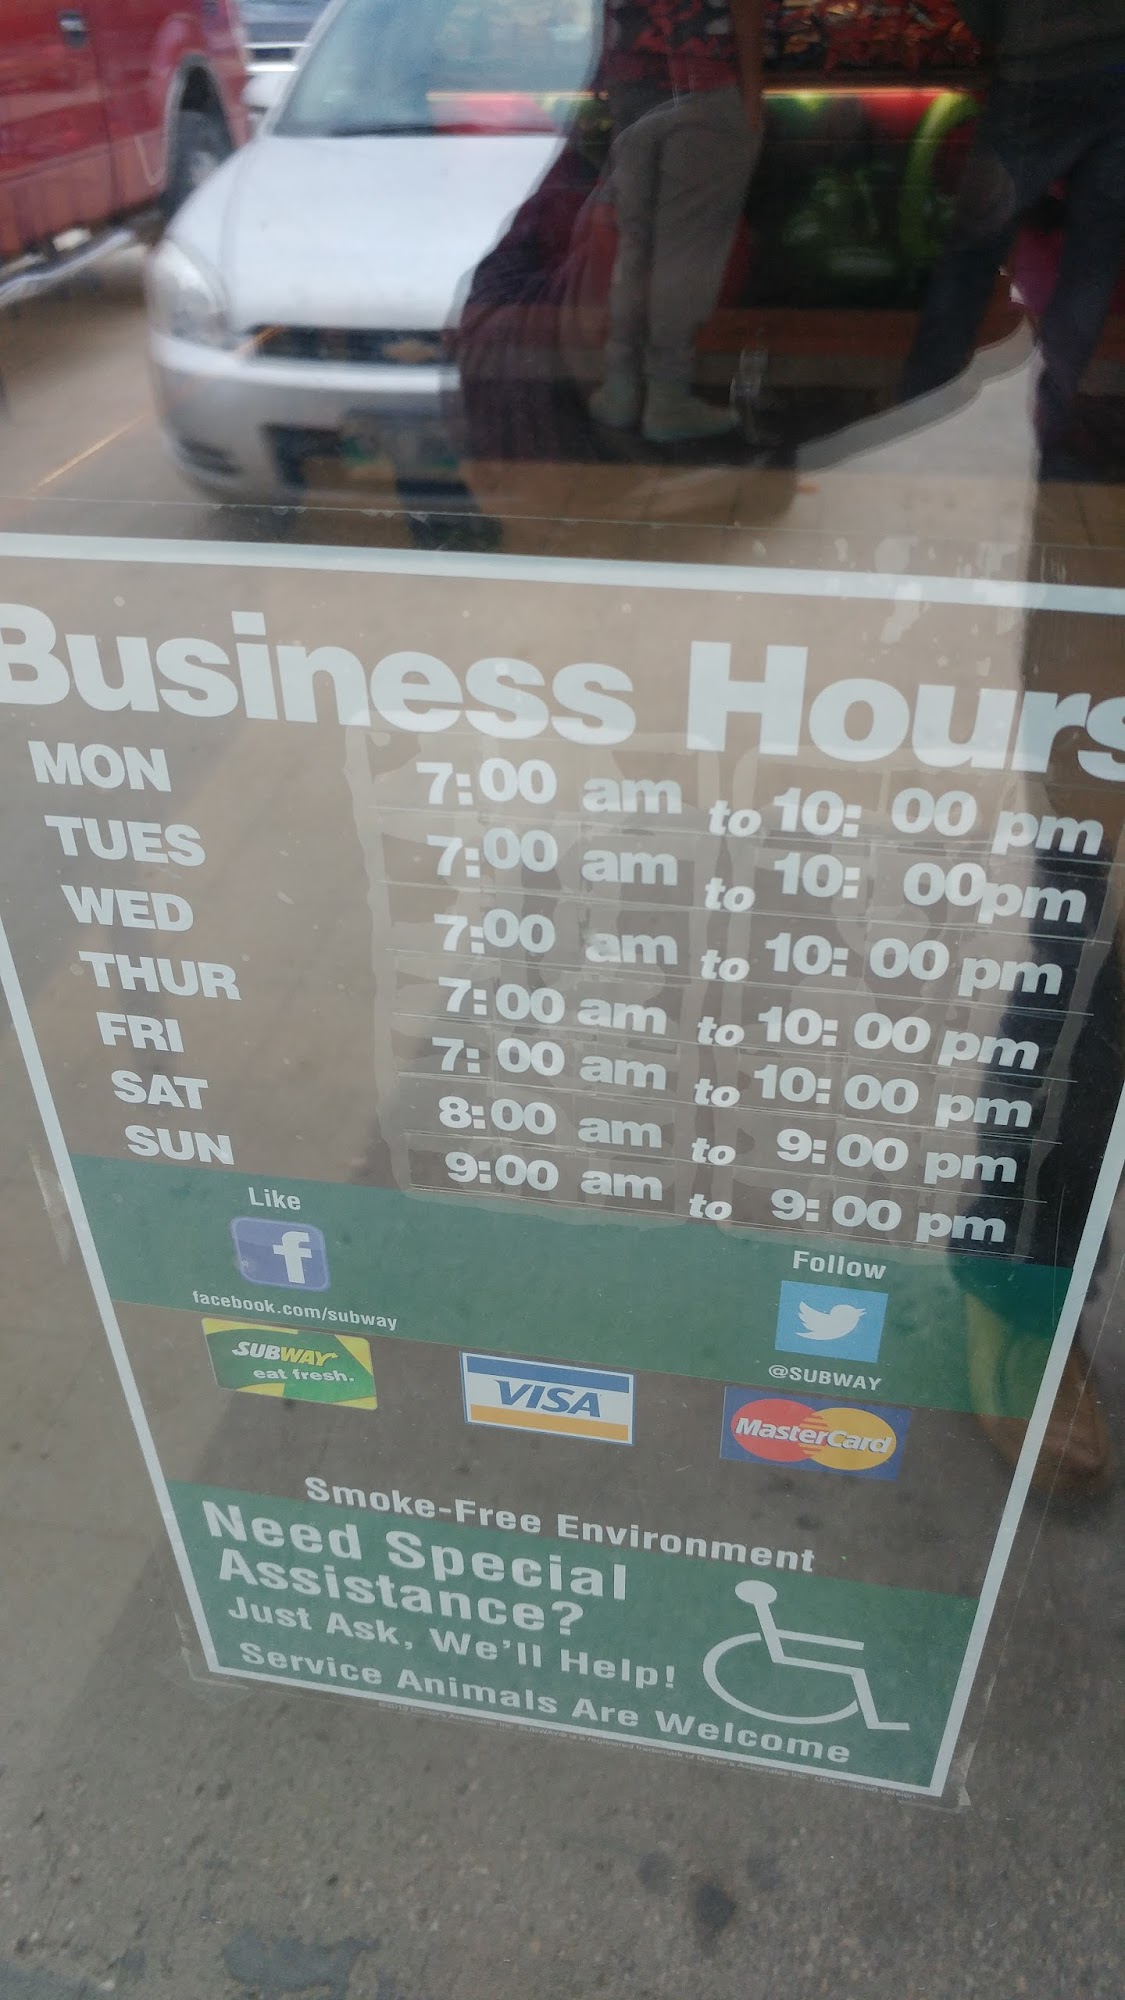 Business Hours
MON 7:00 am to 10: 00 pm
TUES 7:00 am to 10: 00pm
WED 7:00 am to 10: 00 pm
THUR 7:00 am to 10: 00 pm
FRI 7: 00 am to 10: 00 pm
SAT 8:00 am to 9: 00 pm
SUN 9:00 am to 9: 00 pm
Like
f
facebook.com/subway
Follow
@SUBWAY
SUBWAY
eat fresh.
VISA
MasterCard
Smoke-Free Environment
Need Special
Assistance?
Just Ask, We'll Help!
Service Animals Are Welcome